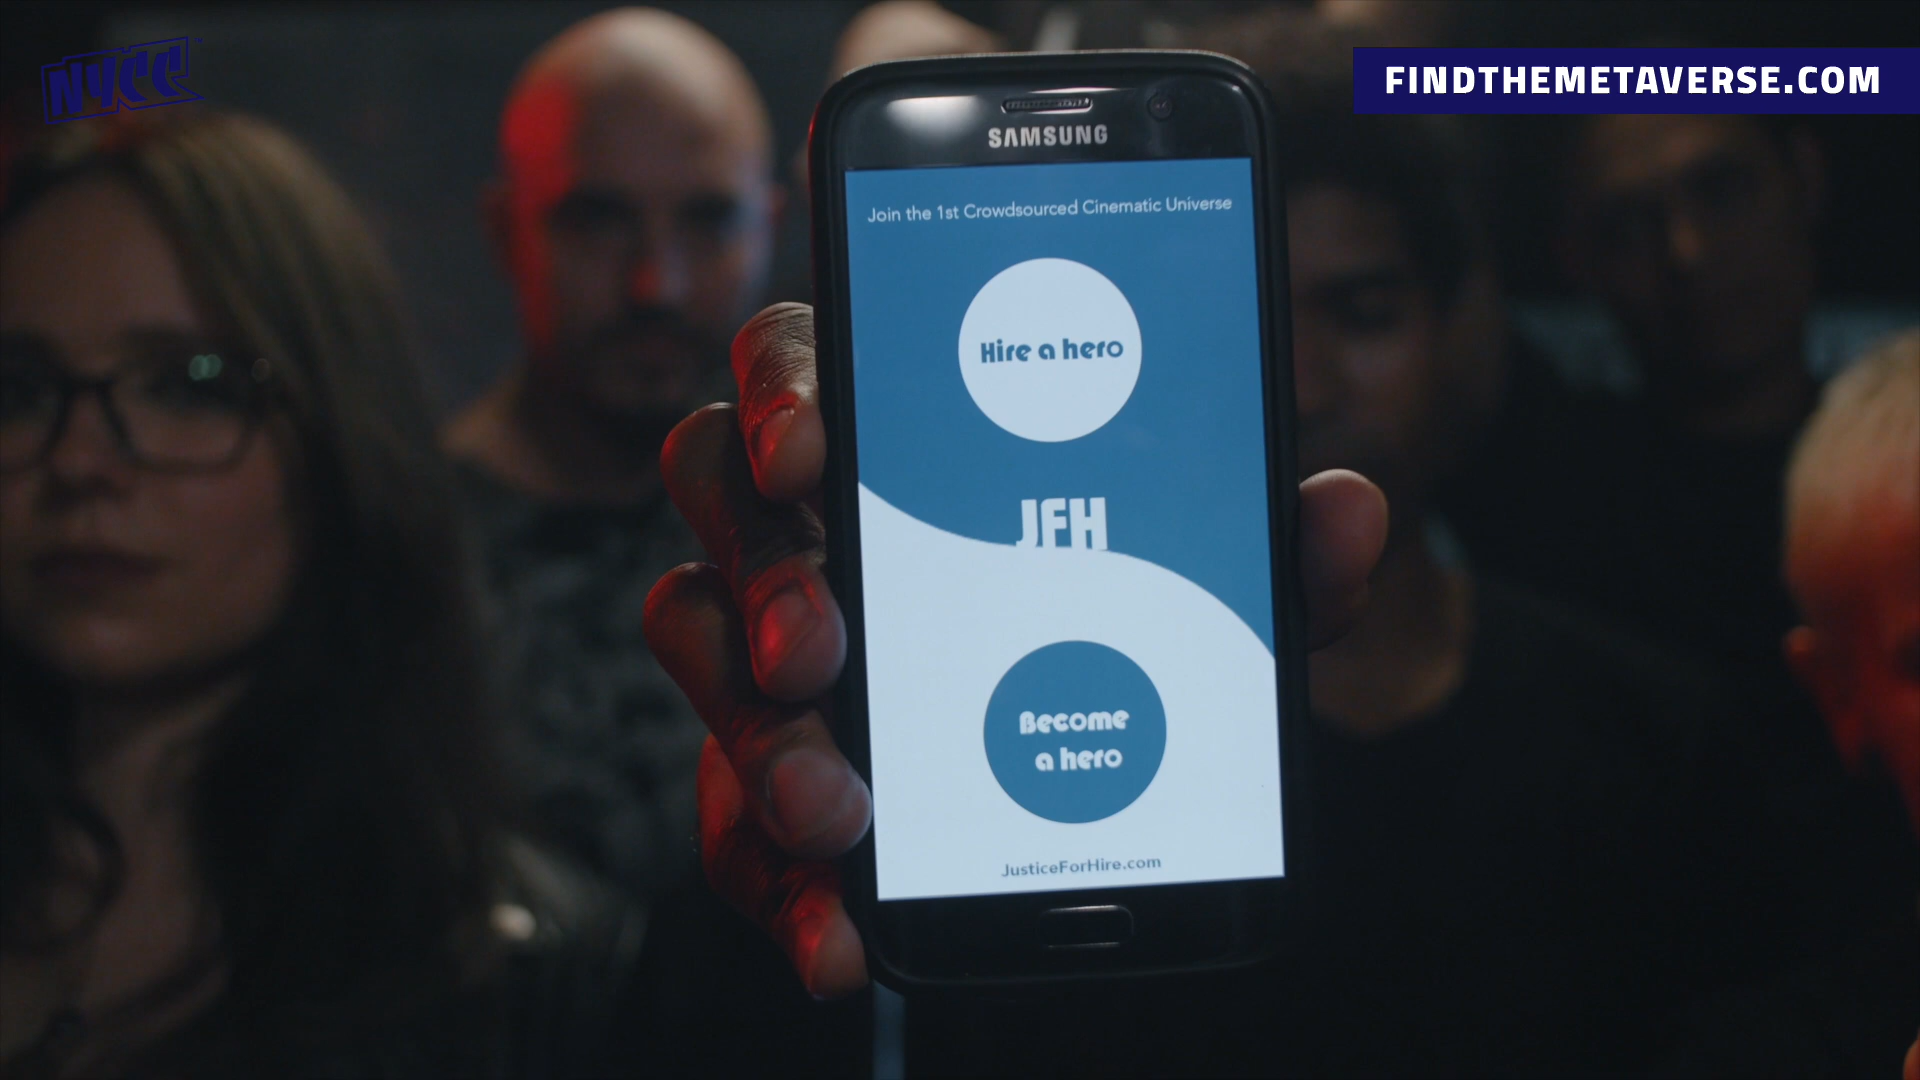 NYCC
FINDTHEMETAVERSE.COM
SAMSUNG
Join the 1st Crowdsourced Cinematic Universe
Hire a hero
JFH
Become
a hero
JusticeForHire.com